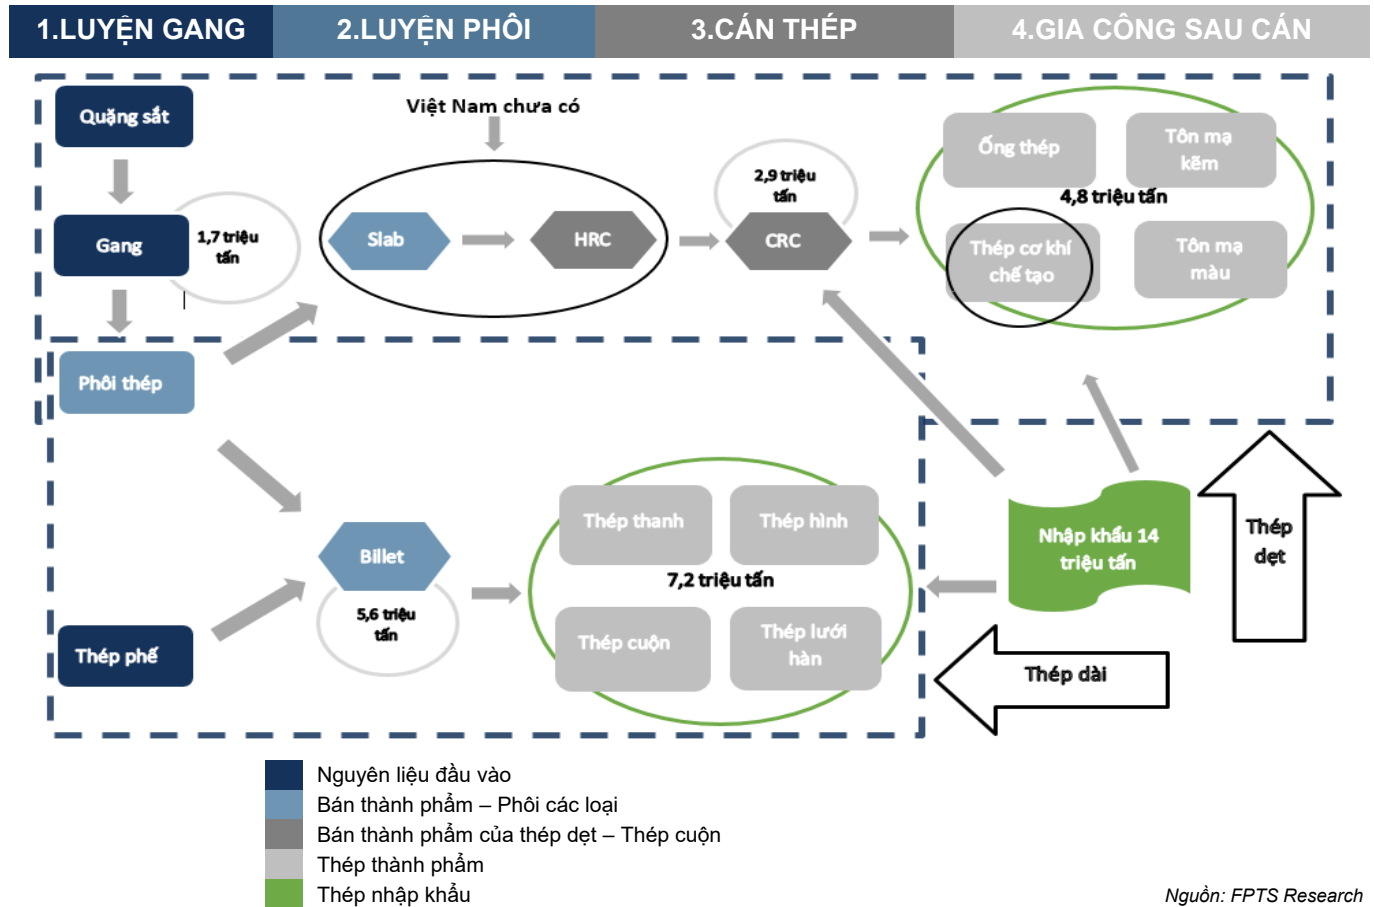 1.LUYỆN GANG
2.LUYỆN PHÔI
3.CÁN THÉP
4.GIA CÔNG SAU CÁN
Quặng sắt
Việt Nam chưa có
Gang
1,7 triệu
tấn
Slab
HRC
2,9 triệu
tấn
CRC
Ống thép
Tôn mạ
kẽm
4,8 triệu tấn
Thép cơ khí
chế tạo
Tôn mạ
màu
Phôi thép
Billet
5,6 triệu
tấn
Thép phế
Thép thanh
Thép hình
7,2 triệu tấn
Thép cuộn
Thép lưới
hàn
Nhập khẩu 14
triệu tấn
Thép
dẹt
Thép dài
Nguyên liệu đầu vào
Bán thành phẩm – Phôi các loại
Bán thành phẩm của thép dẹt – Thép cuộn
Thép thành phẩm
Thép nhập khẩu
Nguồn: FPTS Research